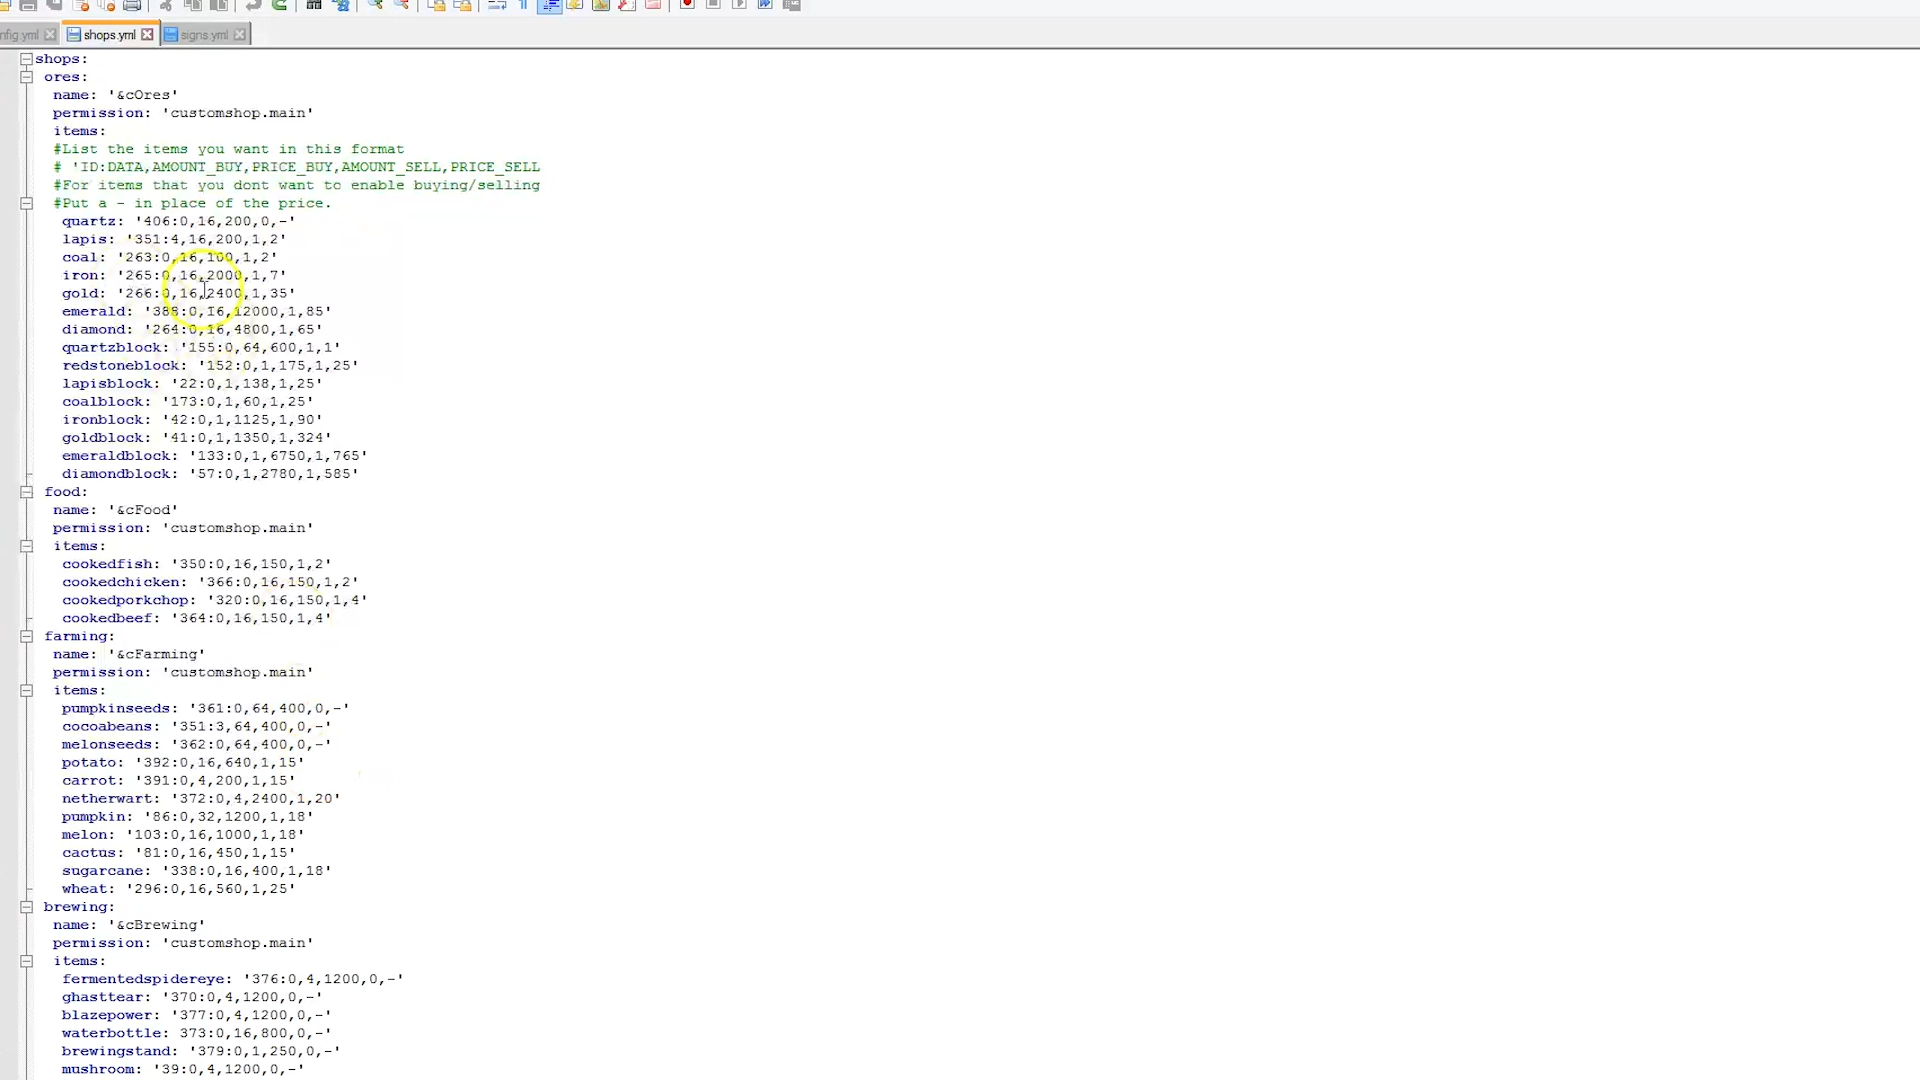 nfig.yml
shops.yml
signs.yml
shops:
ores:
name: '&cOres'
permission: 'customshop.main'
items:
#List the items you want in this format
# 'ID:DATA,AMOUNT_BUY,PRICE_BUY,AMOUNT_SELL,PRICE_SELL
#For items that you dont want to enable buying/selling
#Put a - in place of the price.
quartz: '406:0,16,200,0,-'
lapis: '351:4,16,200,1,2'
coal: '263:0,16,100,1,2'
iron: '265:0,16,2000,1,7'
gold: '266:0,16,2400,1,35'
emerald: '388:0,16,12000,1,85'
diamond: '264:0,16,4800,1,65'
quartzblock: '155:0,64,600,1,1'
redstoneblock: '152:0,1,175,1,25'
lapisblock: '22:0,1,138,1,25'
coalblock: '173:0,1,60,1,25'
ironblock: '42:0,1,1125,1,90'
goldblock: '41:0,1,1350,1,324'
emeraldblock: '133:0,1,6750,1,765'
diamondblock: '57:0,1,2780,1,585'
food:
name: '&cFood'
permission: 'customshop.main'
items:
cookedfish: '350:0,16,150,1,2'
cookedchicken: '366:0,16,150,1,2'
cookedporkchop: '320:0,16,150,1,4'
cookedbeef: '364:0,16,150,1,4'
farming:
name: '&cFarming'
permission: 'customshop.main'
items:
pumpkinseeds: '361:0,64,400,0,-'
cocoabeans: '351:3,64,400,0,-'
melonseeds: '362:0,64,400,0,-'
potato: '392:0,16,640,1,15'
carrot: '391:0,4,200,1,15'
netherwart: '372:0,4,2400,1,20'
pumpkin: '86:0,32,1200,1,18'
melon: '103:0,16,1000,1,18'
cactus: '81:0,16,450,1,15'
sugarcane: '338:0,16,400,1,18'
wheat: '296:0,16,560,1,25'
brewing:
name: '&cBrewing'
permission: 'customshop.main'
items:
fermentedspidereye: '376:0,4,1200,0,-'
ghasttear: '370:0,4,1200,0,-'
blazepower: '377:0,4,1200,0,-'
waterbottle: 373:0,16,800,0,-'
brewingstand: '379:0,1,250,0,-'
mushroom: '39:0,4,1200,0,-'